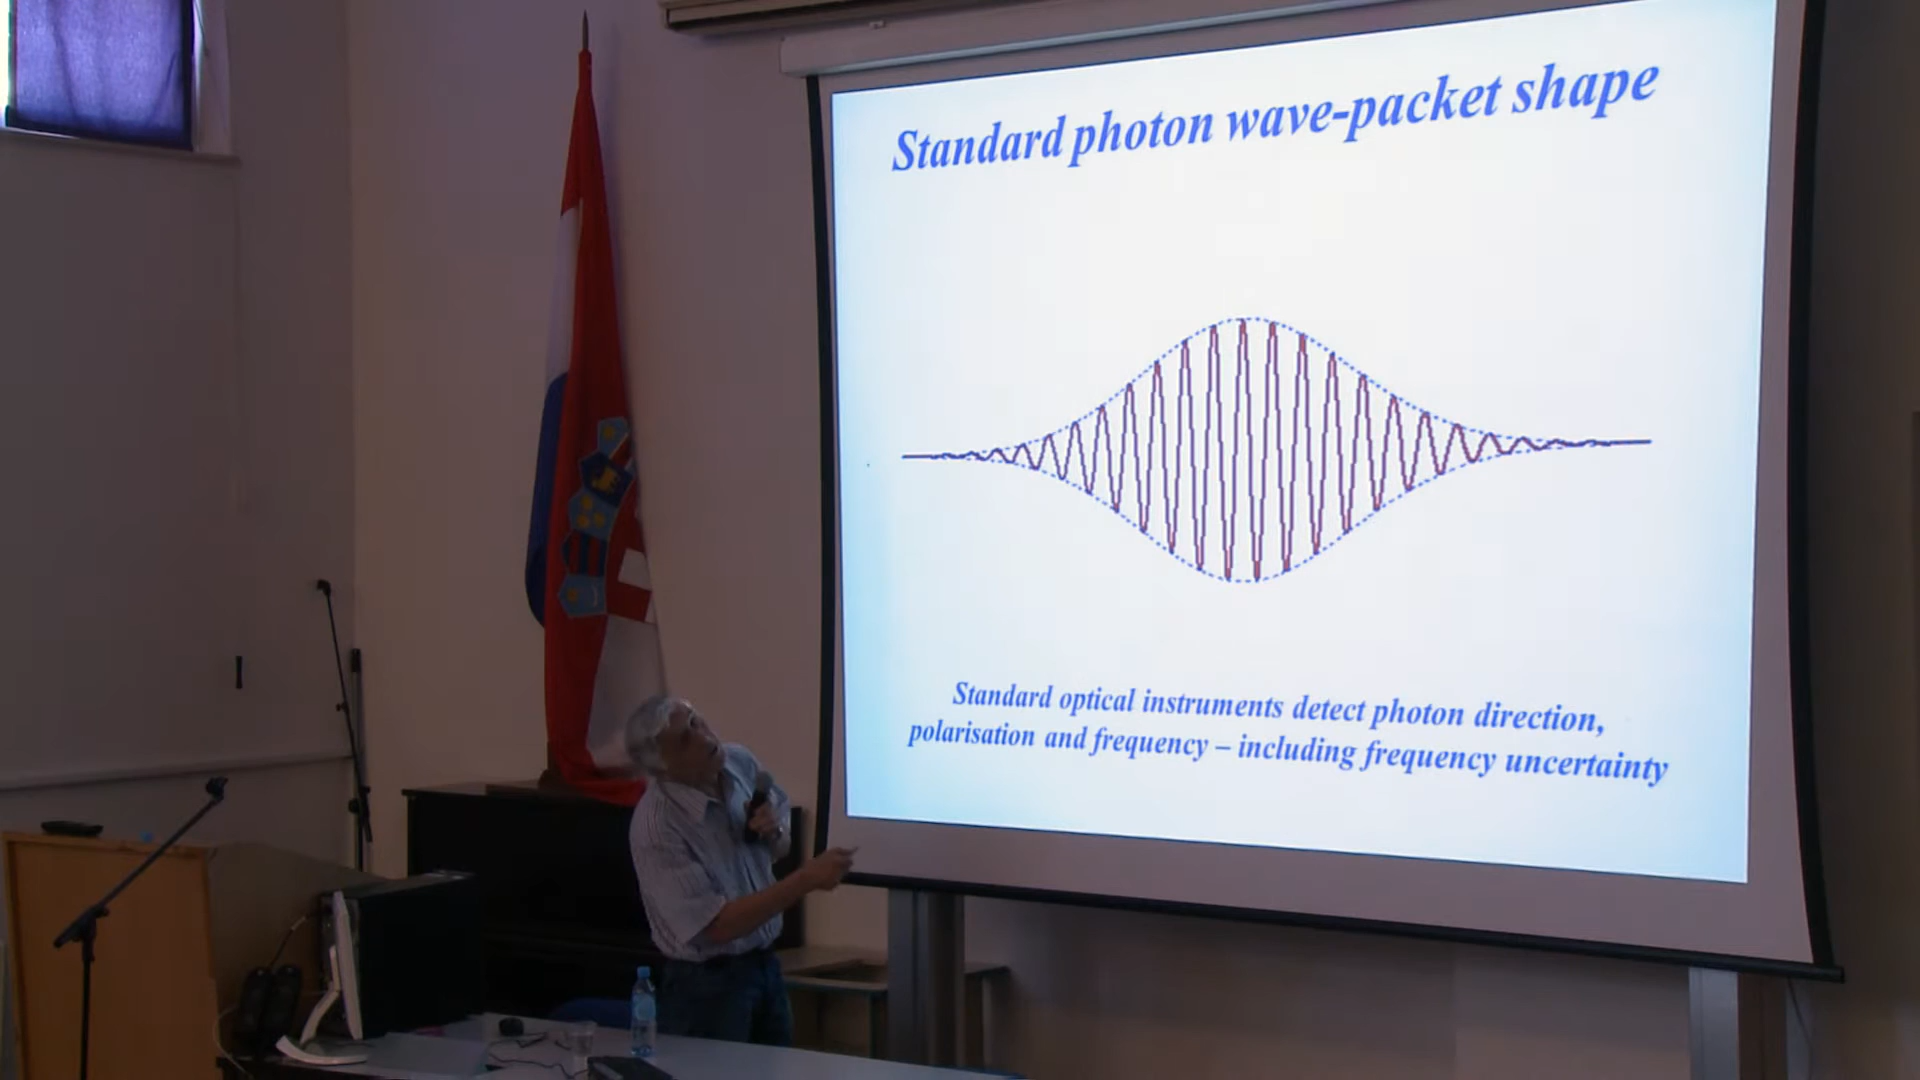 Standard photon wave-packet shape
Standard optical instruments detect photon direction,
polarisation and frequency – including frequency uncertainty